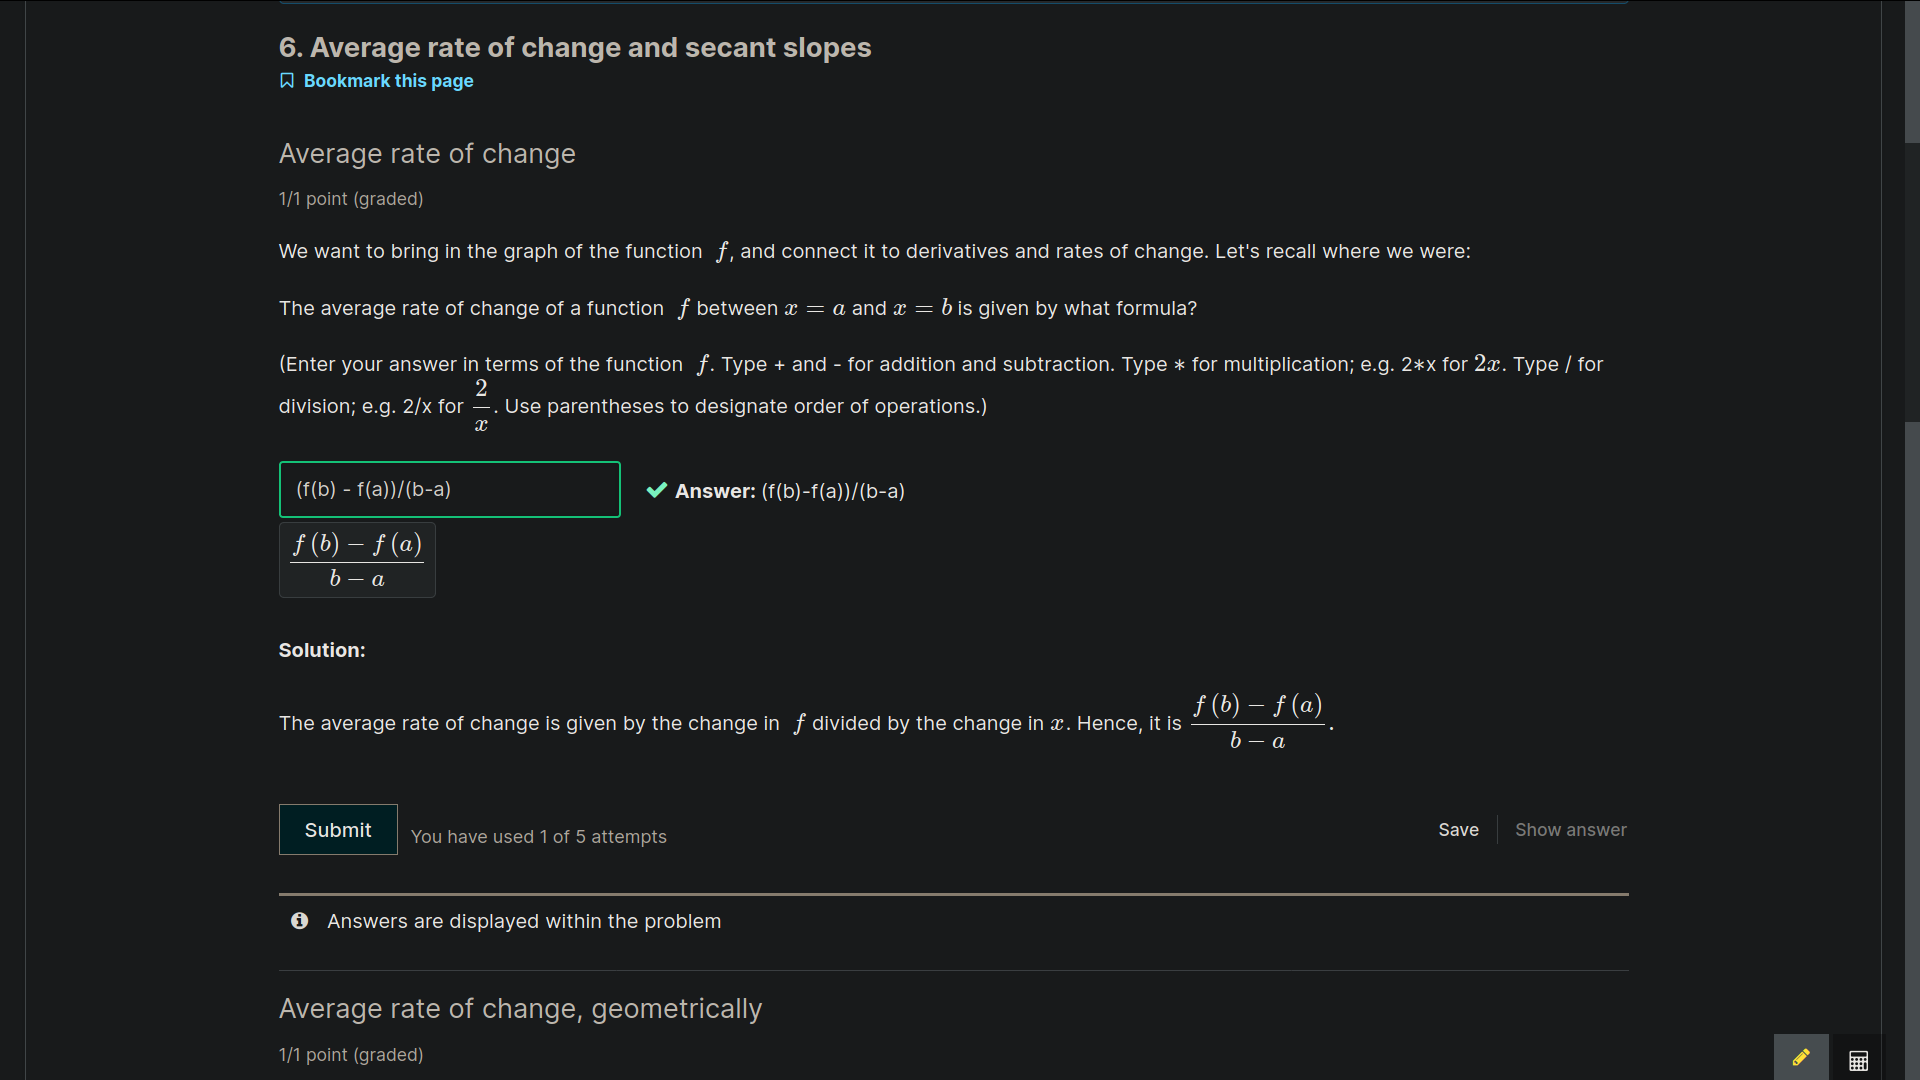 6. Average rate of change and secant slopes
Bookmark this page
Average rate of change
1/1 point (graded)
We want to bring in the graph of the function f, and connect it to derivatives and rates of change. Let's recall where we were:
The average rate of change of a function f between x = a and x = b is given by what formula?
(Enter your answer in terms of the function f. Type + and - for addition and subtraction. Type * for multiplication; e.g. 2*x for 2x. Type / for
division; e.g. 2/x for \frac{2}{x}. Use parentheses to designate order of operations.)
(f(b) - f(a))/(b-a) Answer: (f(b)-f(a))/(b-a)
\frac{f(b) − f(a)}{b − a}
Solution:
The average rate of change is given by the change in f divided by the change in x. Hence, it is \frac{f(b) − f(a)}{b − a}.
Submit You have used 1 of 5 attempts Save Show answer
Answers are displayed within the problem
Average rate of change, geometrically
1/1 point (graded)